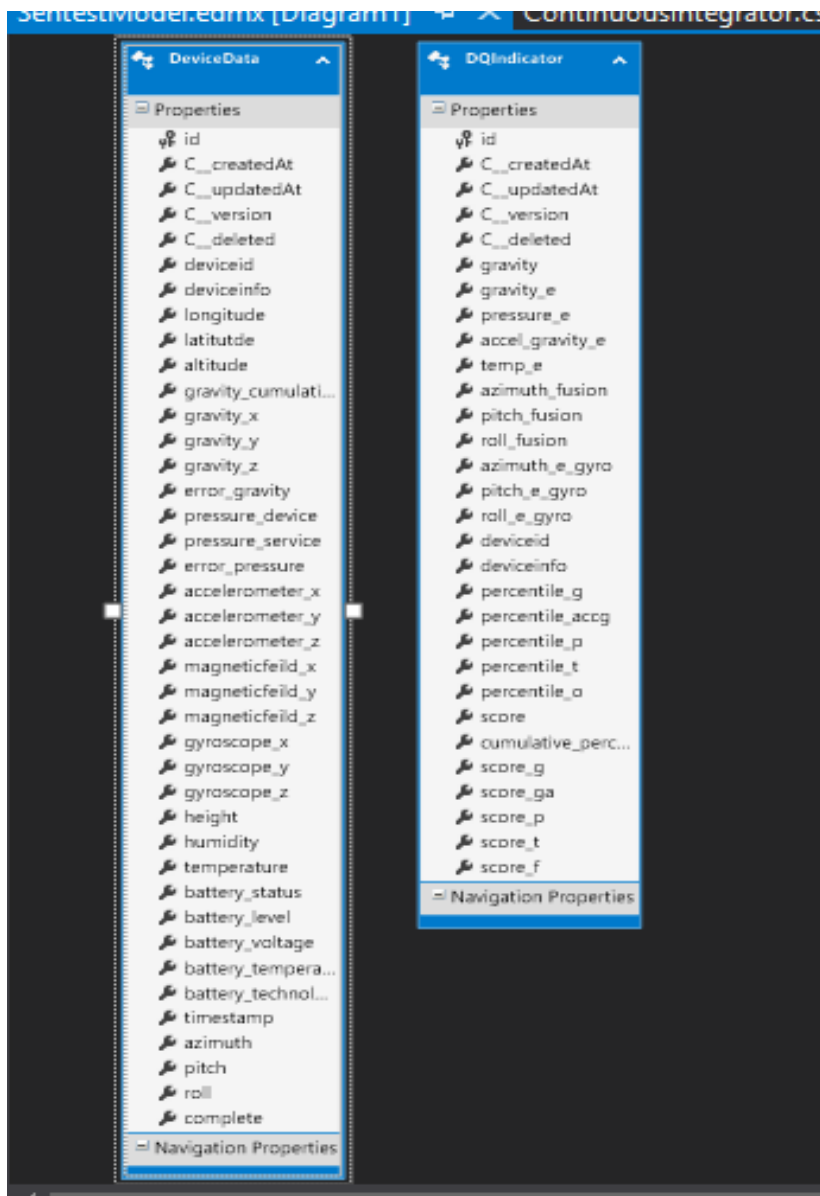 SentestModel.edmx [Diagram1]
ContinuousIntegrator.cs
DeviceData
Properties
id
C__createdAt
C__updatedAt
C__version
C__deleted
deviceid
deviceinfo
longitude
latitutde
altitude
gravity_cumulati...
gravity_x
gravity_y
gravity_z
error_gravity
pressure_device
pressure_service
error_pressure
accelerometer_x
accelerometer_y
accelerometer_z
magneticfeild_x
magneticfeild_y
magneticfeild_z
gyroscope_x
gyroscope_y
gyroscope_z
height
humidity
temperature
battery_status
battery_level
battery_voltage
battery_tempera...
battery_technol...
timestamp
azimuth
pitch
roll
complete
Navigation Properties
DQIndicator
Properties
id
C__createdAt
C__updatedAt
C__version
C__deleted
gravity
gravity_e
pressure_e
accel_gravity_e
temp_e
azimuth_fusion
pitch_fusion
roll_fusion
azimuth_e_gyro
pitch_e_gyro
roll_e_gyro
deviceid
deviceinfo
percentile_g
percentile_accg
percentile_p
percentile_t
percentile_o
score
cumulative_perc...
score_g
score_ga
score_p
score_t
score_f
Navigation Properties